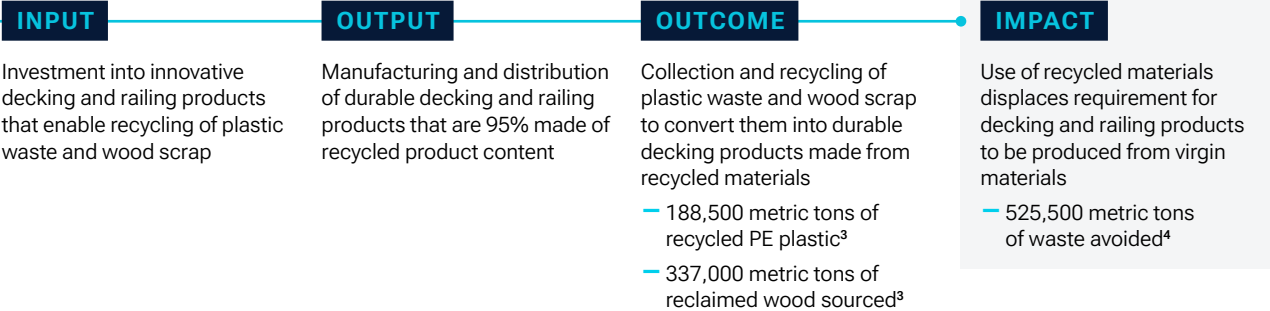 INPUT
Investment into innovative
decking and railing products
that enable recycling of plastic
waste and wood scrap
OUTPUT
Manufacturing and distribution
of durable decking and railing
products that are 95% made of
recycled product content
OUTCOME
Collection and recycling of
plastic waste and wood scrap
to convert them into durable
decking products made from
recycled materials
– 188,500 metric tons of
recycled PE plastic³
– 337,000 metric tons of
reclaimed wood sourced³
IMPACT
Use of recycled materials
displaces requirement for
decking and railing products
to be produced from virgin
materials
– 525,500 metric tons
of waste avoided⁴